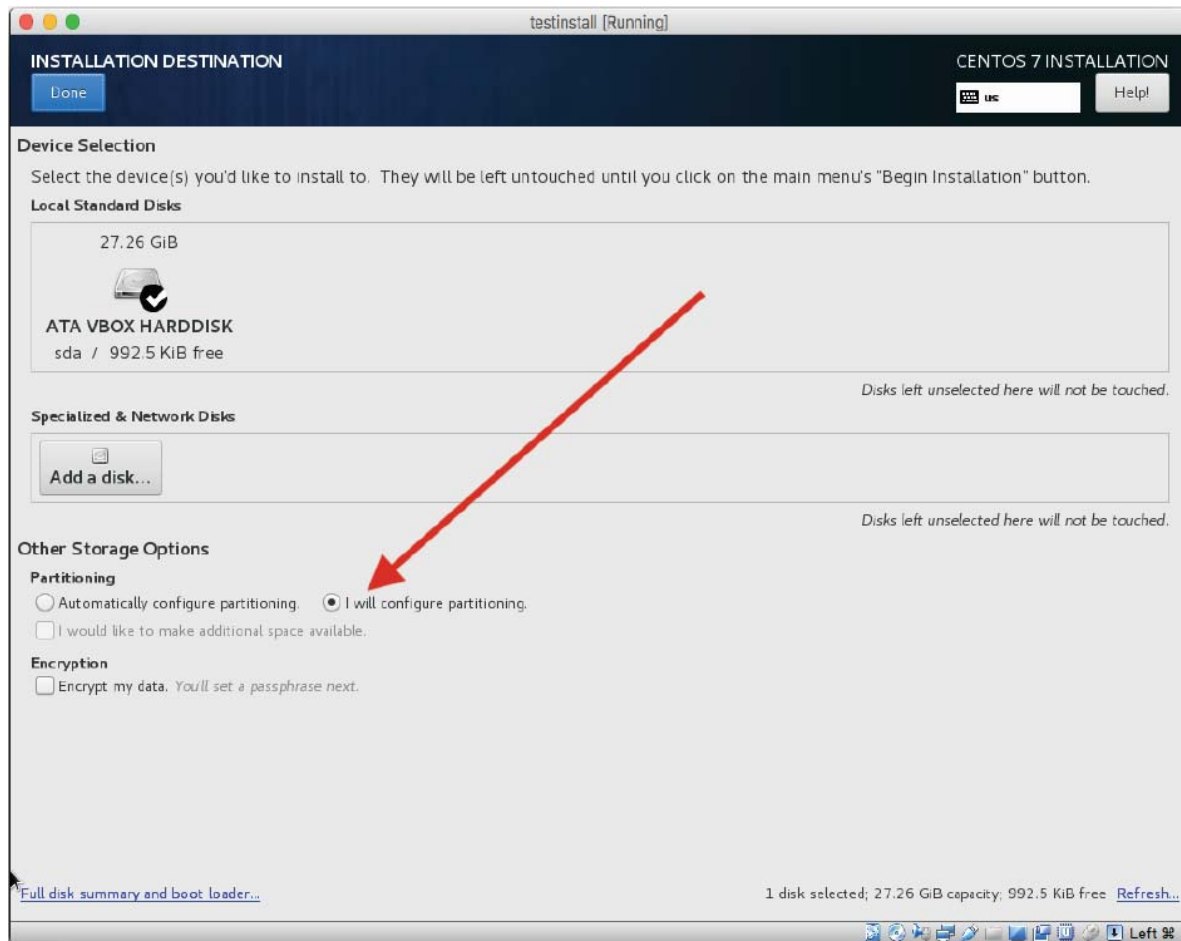 testinstall [Running]
INSTALLATION DESTINATION
CENTOS 7 INSTALLATION
Done
us
Help!
Device Selection
Select the device(s) you'd like to install to. They will be left untouched until you click on the main menu's "Begin Installation" button.
Local Standard Disks
27.26 GiB
ATA VBOX HARDDISK
sda / 992.5 KiB free
Disks left unselected here will not be touched.
Specialized & Network Disks
Add a disk...
Disks left unselected here will not be touched.
Other Storage Options
Partitioning
Automatically configure partitioning. I will configure partitioning.
I would like to make additional space available.
Encryption
Encrypt my data. You'll set a passphrase next.
Full disk summary and boot loader... 1 disk selected; 27.26 GiB capacity; 992.5 KiB free Refresh...
Left ⌘